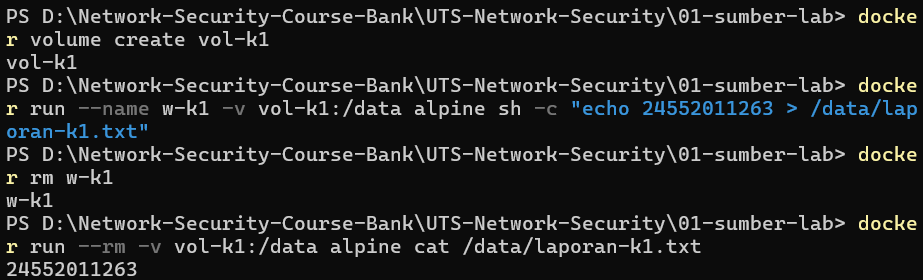 PS D:\Network-Security-Course-Bank\UTS-Network-Security\01-sumber-lab> docke
r volume create vol-k1
vol-k1
PS D:\Network-Security-Course-Bank\UTS-Network-Security\01-sumber-lab> docke
r run --name w-k1 -v vol-k1:/data alpine sh -c "echo 24552011263 > /data/lap
oran-k1.txt"
PS D:\Network-Security-Course-Bank\UTS-Network-Security\01-sumber-lab> docke
r rm w-k1
w-k1
PS D:\Network-Security-Course-Bank\UTS-Network-Security\01-sumber-lab> docke
r run --rm -v vol-k1:/data alpine cat /data/laporan-k1.txt
24552011263